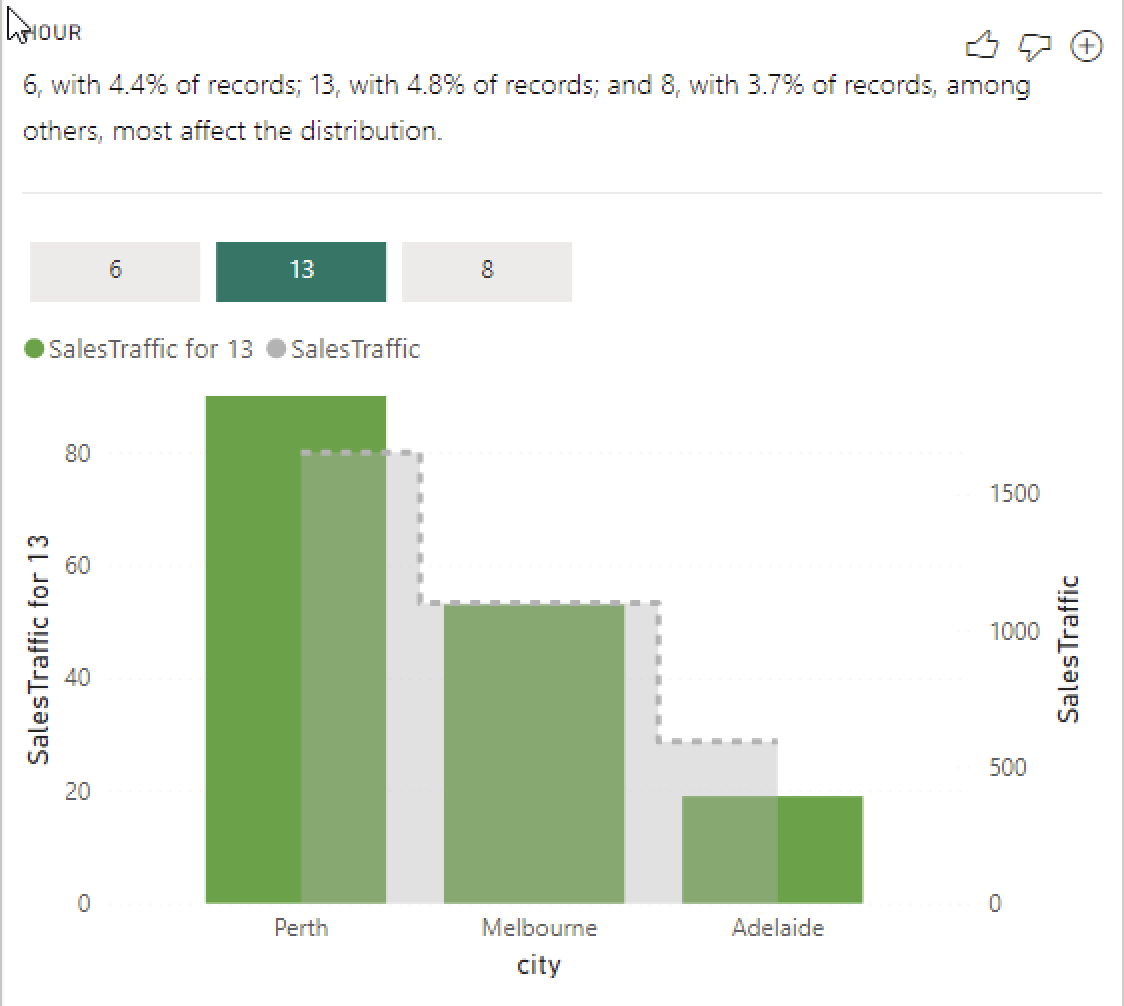 HOUR
6, with 4.4% of records; 13, with 4.8% of records; and 8, with 3.7% of records, among
others, most affect the distribution.
6 13 8
SalesTraffic for 13 SalesTraffic
80
60
40
20
0
SalesTraffic for 13
1500
1000
500
0
SalesTraffic
Perth Melbourne Adelaide
city